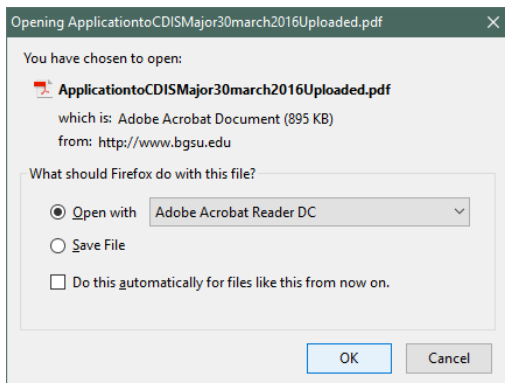 Opening ApplicationtoCDISMajor30march2016Uploaded.pdf
You have chosen to open:
ApplicationtoCDISMajor30march2016Uploaded.pdf
which is: Adobe Acrobat Document (895 KB)
from: http://www.bgsu.edu
What should Firefox do with this file?
Open with Adobe Acrobat Reader DC
Save File
Do this automatically for files like this from now on.
OK Cancel